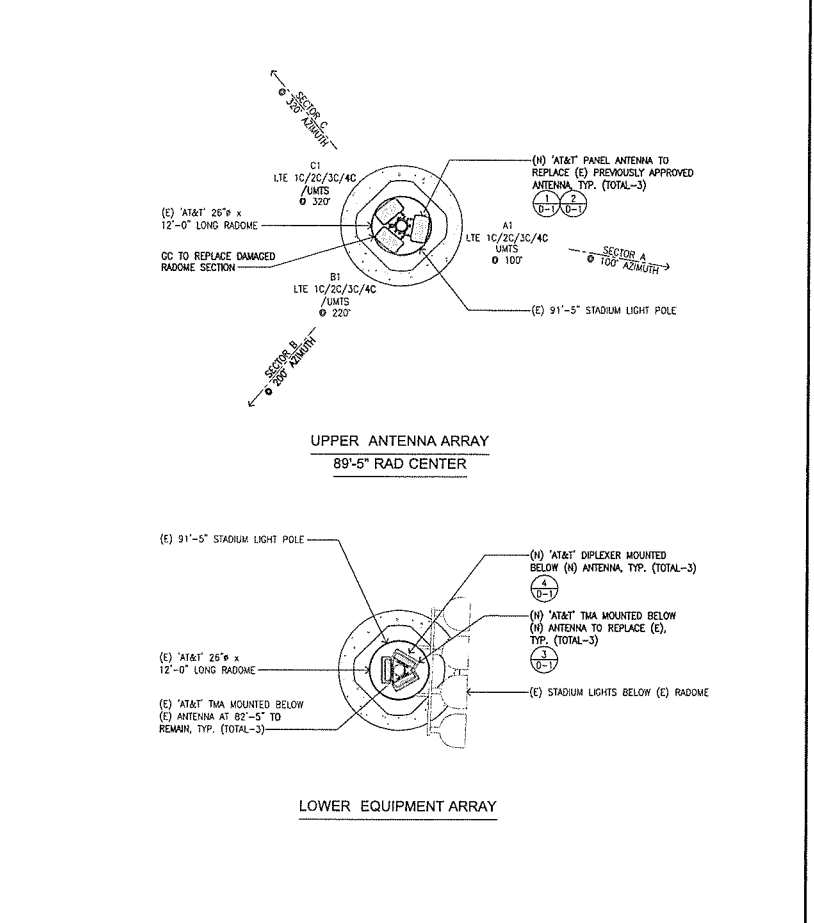 SECTOR C
@ 320° AZIMUTH
C1
LTE 1C/2C/3C/4C
/UMTS
@ 320°
(N) 'AT&T' PANEL ANTENNA TO
REPLACE (E) PREVIOUSLY APPROVED
ANTENNA, TYP. (TOTAL-3)
1
D-1
2
D-1
(E) 'AT&T' 26"ø x
12'-0" LONG RADOME
A1
LTE 1C/2C/3C/4C
UMTS
@ 100°
SECTOR A
@ 100° AZIMUTH
GC TO REPLACE DAMAGED
RADOME SECTION
B1
LTE 1C/2C/3C/4C
/UMTS
@ 220°
(E) 91'-5" STADIUM LIGHT POLE
SECTOR B
@ 200° AZIMUTH
UPPER ANTENNA ARRAY
89'-5" RAD CENTER
(E) 91'-5" STADIUM LIGHT POLE
(N) 'AT&T' DIPLEXER MOUNTED
BELOW (N) ANTENNA, TYP. (TOTAL-3)
4
D-1
(N) 'AT&T' TMA MOUNTED BELOW
(N) ANTENNA TO REPLACE (E),
TYP. (TOTAL-3)
3
D-1
(E) 'AT&T' 26"ø x
12'-0" LONG RADOME
(E) STADIUM LIGHTS BELOW (E) RADOME
(E) 'AT&T' TMA MOUNTED BELOW
(E) ANTENNA AT 82'-5" TO
REMAIN, TYP. (TOTAL-3)
LOWER EQUIPMENT ARRAY